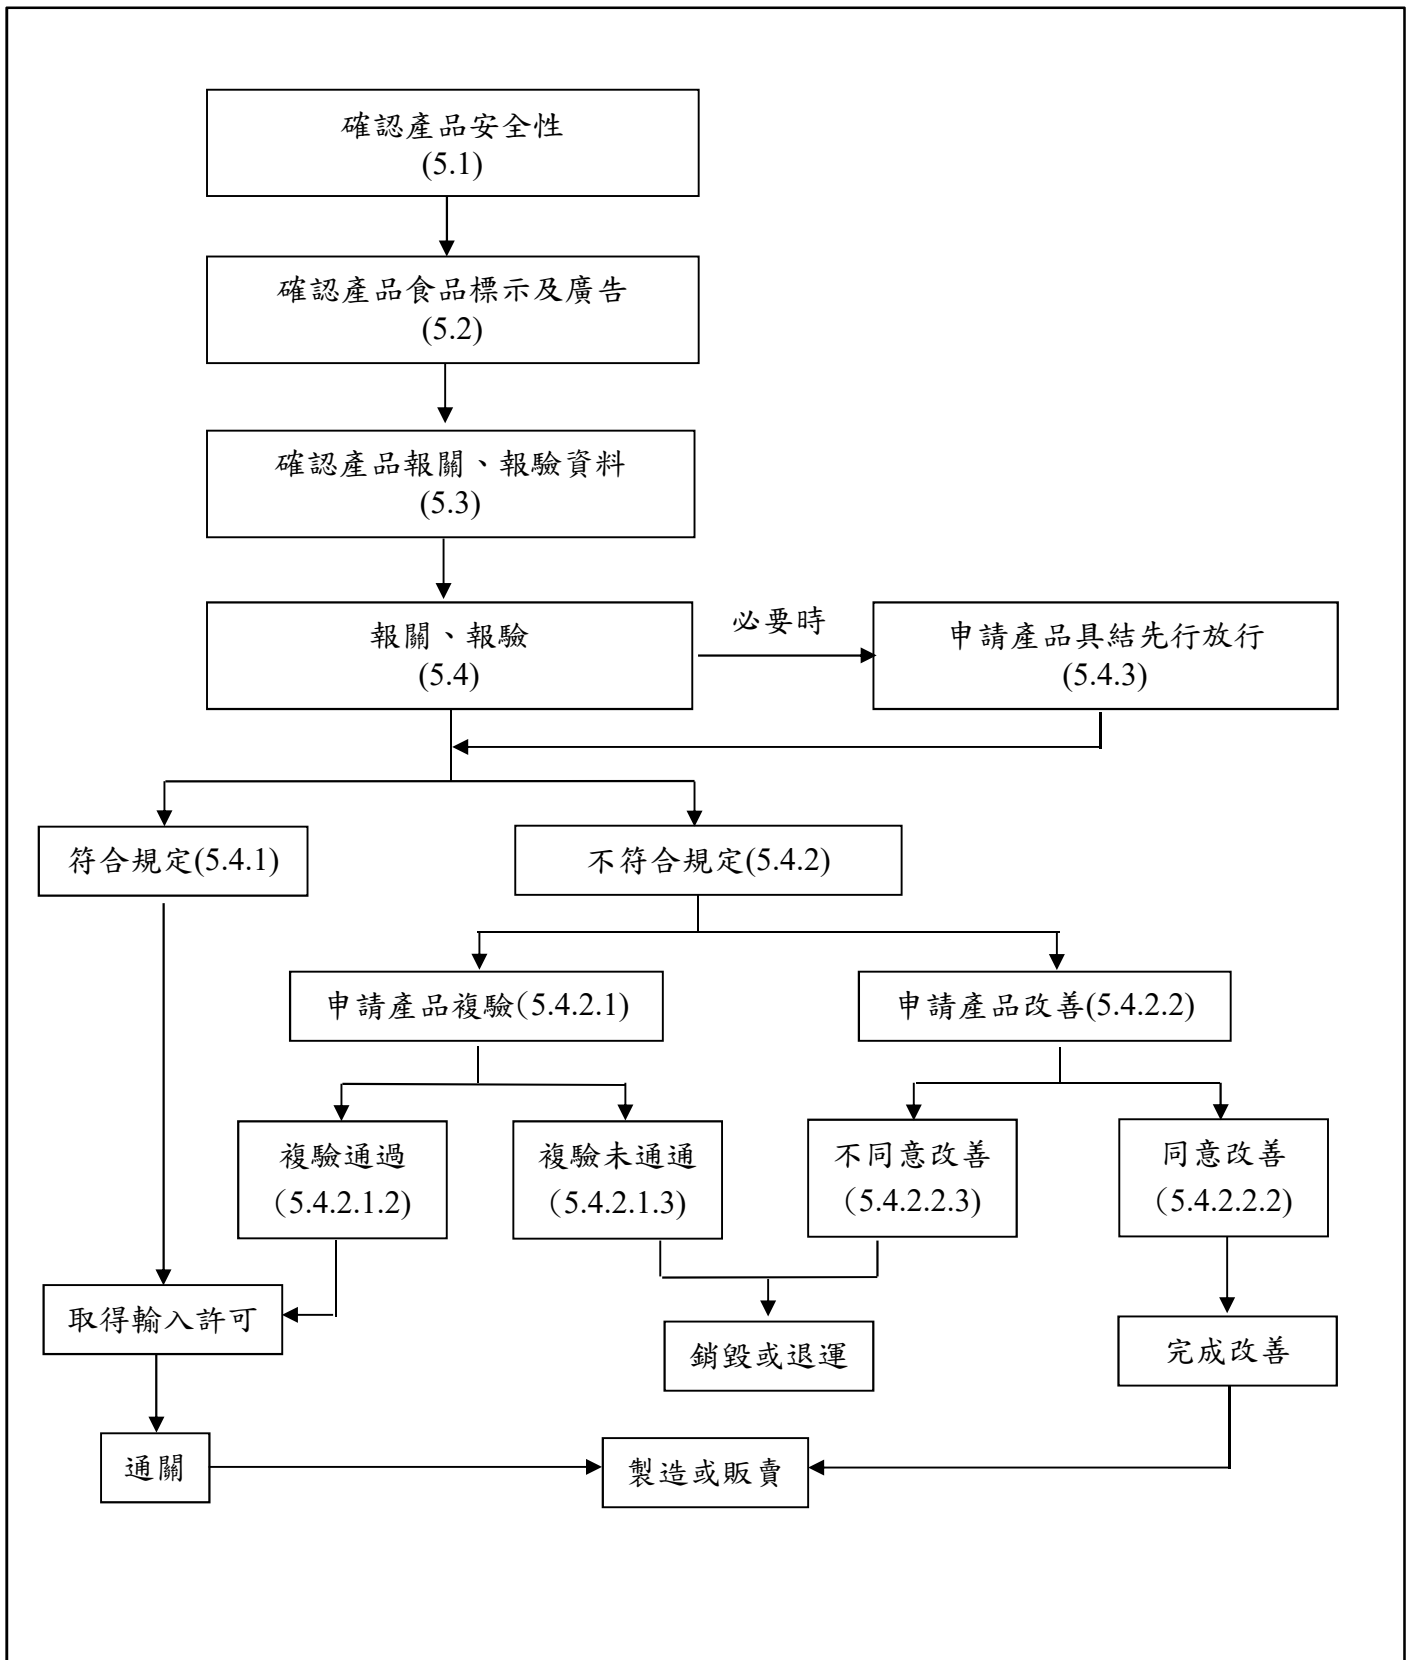 確認產品安全性
(5.1)
確認產品食品標示及廣告
(5.2)
確認產品報關、報驗資料
(5.3)
報關、報驗
(5.4)
必要時
申請產品具結先行放行
(5.4.3)
符合規定(5.4.1)
不符合規定(5.4.2)
申請產品複驗（5.4.2.1)
申請產品改善(5.4.2.2)
複驗通過
（5.4.2.1.2)
複驗未通通
（5.4.2.1.3)
不同意改善
（5.4.2.2.3)
同意改善
（5.4.2.2.2)
取得輸入許可
銷毀或退運
完成改善
通關
製造或販賣